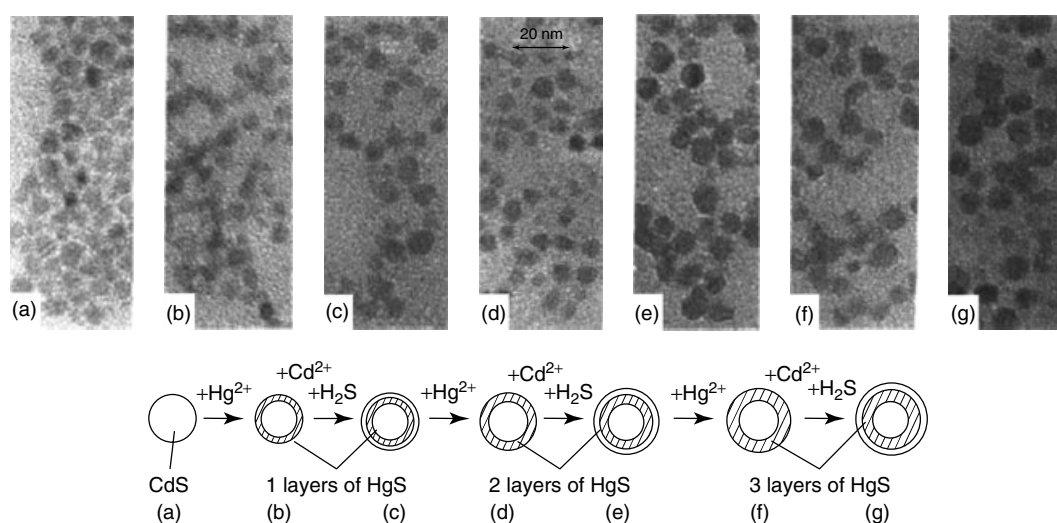 20 nm
(a) (b) (c) (d) (e) (f) (g)
+Cd²⁺ +Cd²⁺ +Cd²⁺
+Hg²⁺ +H₂S +Hg²⁺ +H₂S +Hg²⁺ +H₂S
CdS 1 layers of HgS 2 layers of HgS 3 layers of HgS
(a) (b) (c) (d) (e) (f) (g)